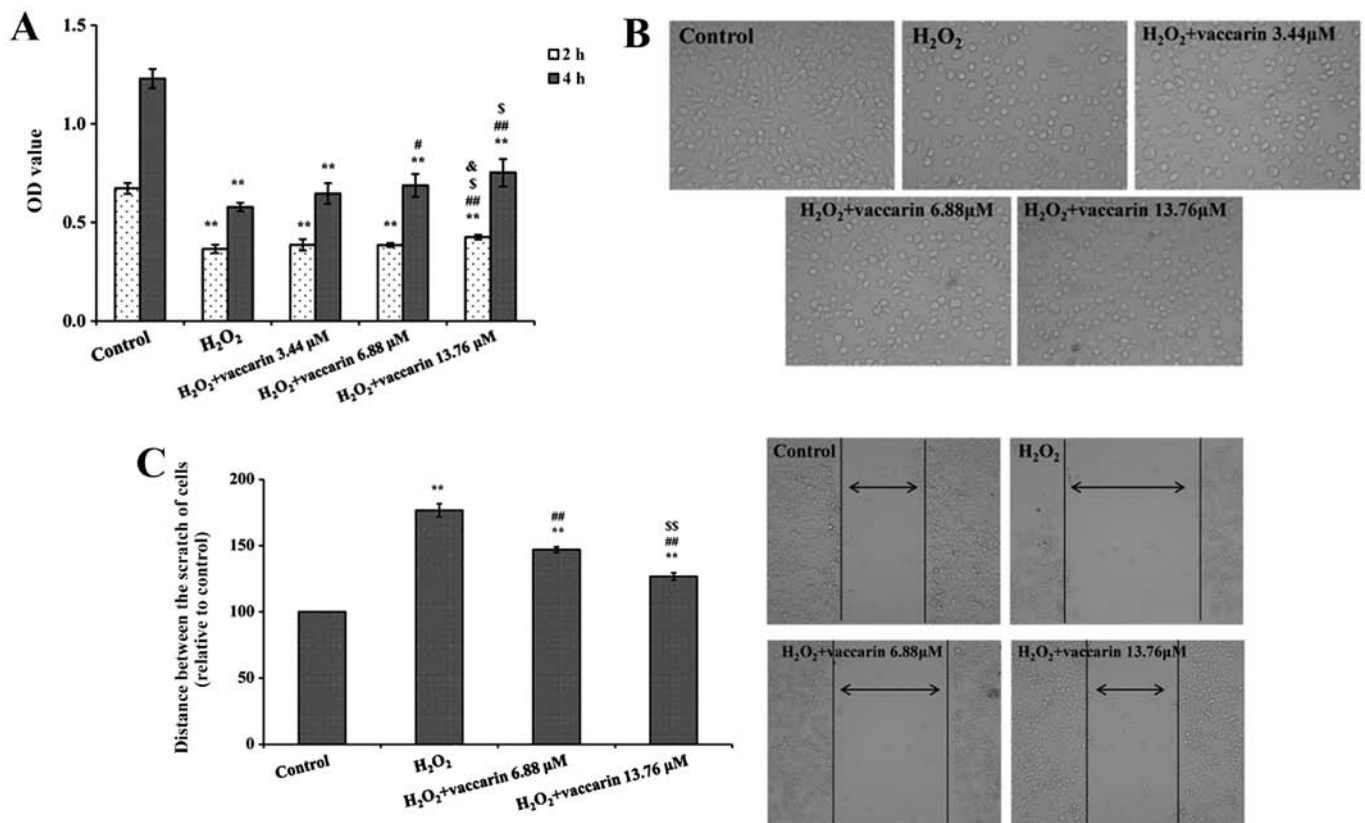 A
1.5
1.0
0.5
0.0
OD value
2 h
4 h
**
**
**
**
**
#
**
&
$
##
**
$
##
**
Control
H₂O₂
H₂O₂+vaccarin 3.44 μM
H₂O₂+vaccarin 6.88 μM
H₂O₂+vaccarin 13.76 μM
B
Control
H₂O₂
H₂O₂+vaccarin 3.44μM
H₂O₂+vaccarin 6.88μM
H₂O₂+vaccarin 13.76μM
C
Distance between the scratch of cells
(relative to control)
200
150
100
50
0
**
##
**
$$
##
**
Control
H₂O₂
H₂O₂+vaccarin 6.88 μM
H₂O₂+vaccarin 13.76 μM
Control
H₂O₂
H₂O₂+vaccarin 6.88μM
H₂O₂+vaccarin 13.76μM